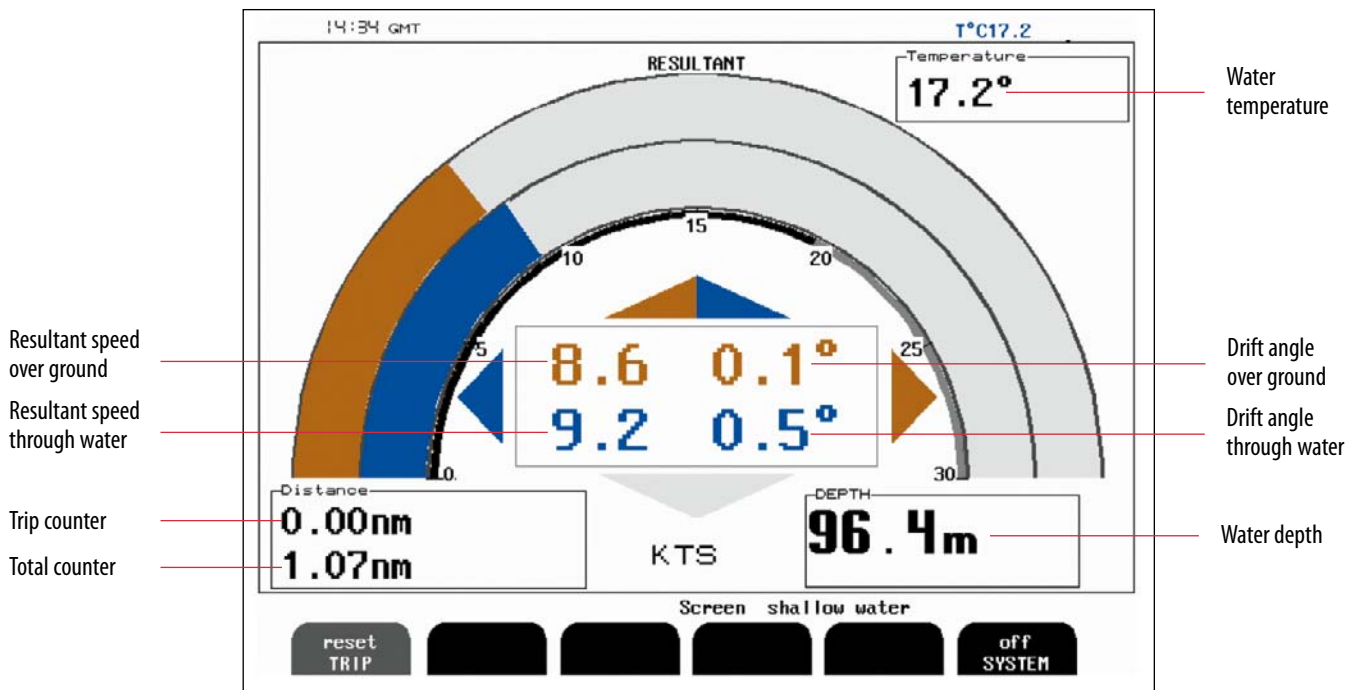 14:34 GMT
T°C17.2
RESULTANT
Temperature
17.2°
Water
temperature
15
10
20
5
25
8.6 0.1°
9.2 0.5°
0
30
Resultant speed
over ground
Resultant speed
through water
Drift angle
over ground
Drift angle
through water
Distance
0.00nm
1.07nm
Trip counter
Total counter
KTS
DEPTH
96.4m
Water depth
Screen shallow water
reset
TRIP
off
SYSTEM